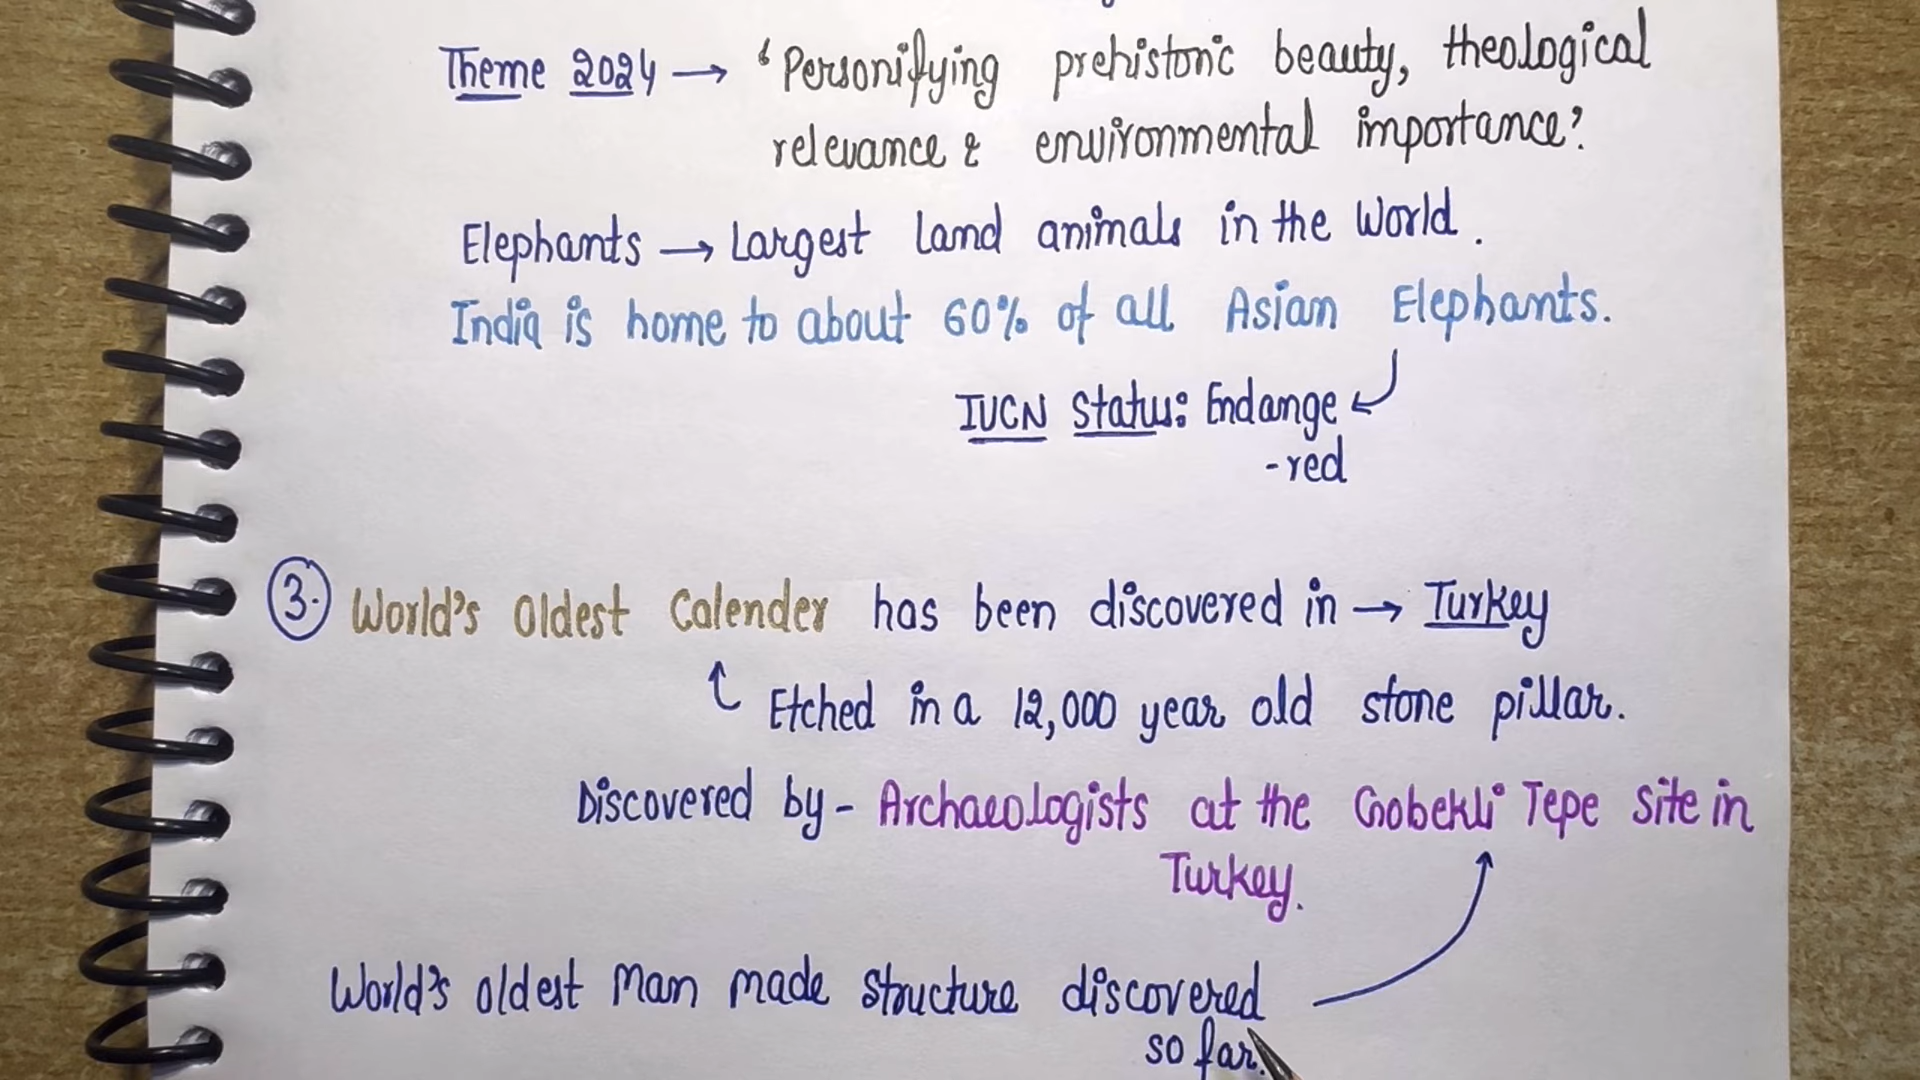 Theme 2024 → ‘Personifying prehistoric beauty, theological
relevance & environmental importance’
Elephants → Largest land animals in the World.
India is home to about 60% of all Asian Elephants.
IUCN Status: Endange
-red
3. World's Oldest Calender has been discovered in → Turkey
Etched in a 12,000 year old stone pillar.
Discovered by - Archaeologists at the Gobekli Tepe Site in
Turkey.
World's oldest Man made structure discovered
so far.